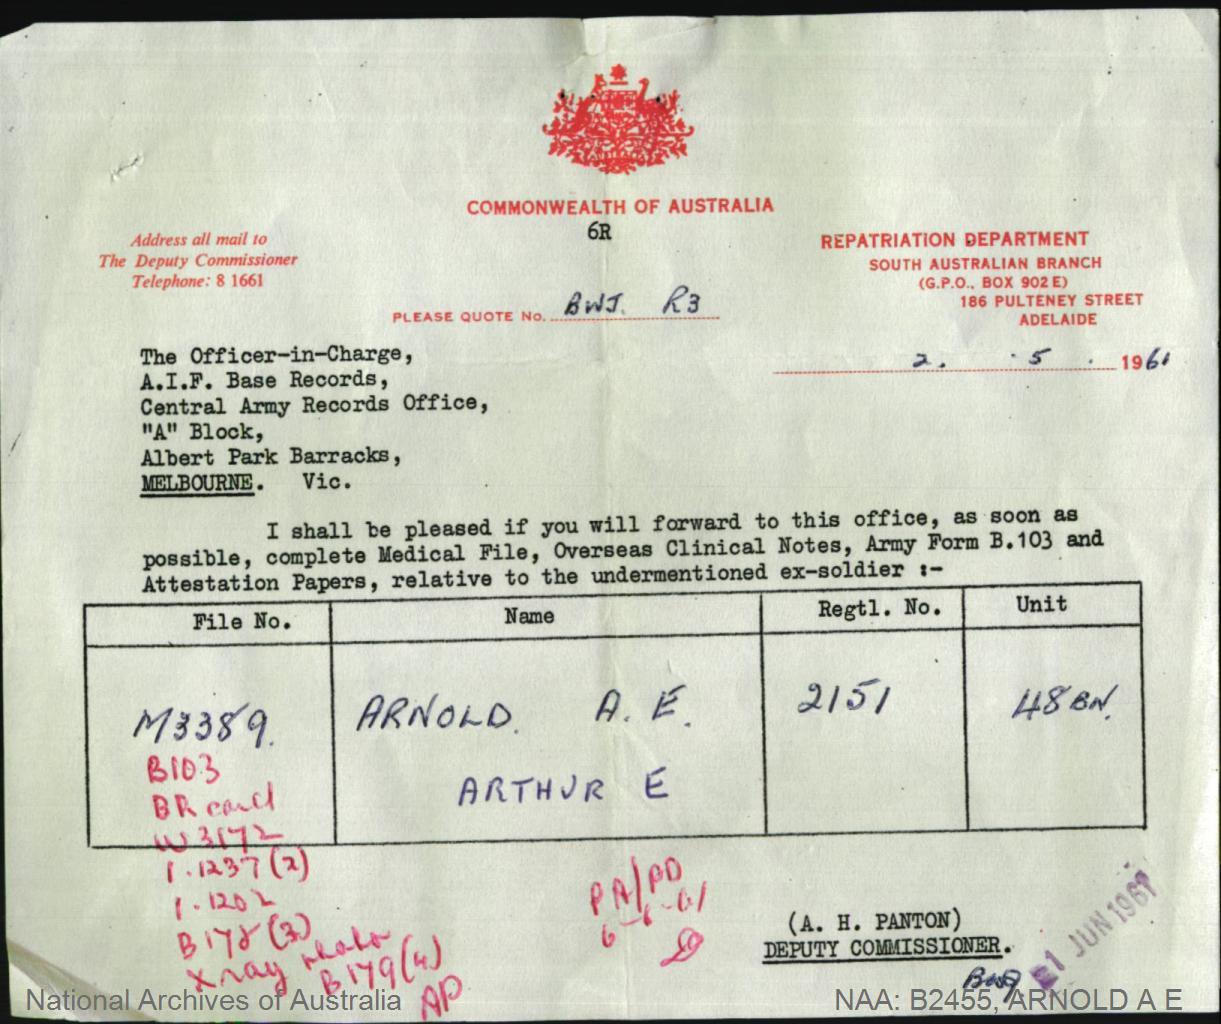 COMMONWEALTH OF AUSTRALIA
6R
Address all mail to
The Deputy Commissioner
Telephone: 8 1661
REPATRIATION DEPARTMENT
SOUTH AUSTRALIAN BRANCH
(G.P.O., BOX 902 E)
186 PULTENEY STREET
ADELAIDE
PLEASE QUOTE No. BWJ. R3
2. 5. 1961
The Officer-in-Charge,
A.I.F. Base Records,
Central Army Records Office,
"A" Block,
Albert Park Barracks,
MELBOURNE. Vic.
I shall be pleased if you will forward to this office, as soon as
possible, complete Medical File, Overseas Clinical Notes, Army Form B.103 and
Attestation Papers, relative to the undermentioned ex-soldier :-
File No. Name Regtl. No. Unit
M3389. ARNOLD. A. E. 2151 48 BN.
ARTHUR E
B103
BR card
W 3172
1.1237 (2)
1.1202
B178 (3)
Xray photo
B179 (4)
AP
PA/PD
6-6-61
(A. H. PANTON)
DEPUTY COMMISSIONER.
1 JUN 1961
National Archives of Australia
NAA: B2455, ARNOLD A E